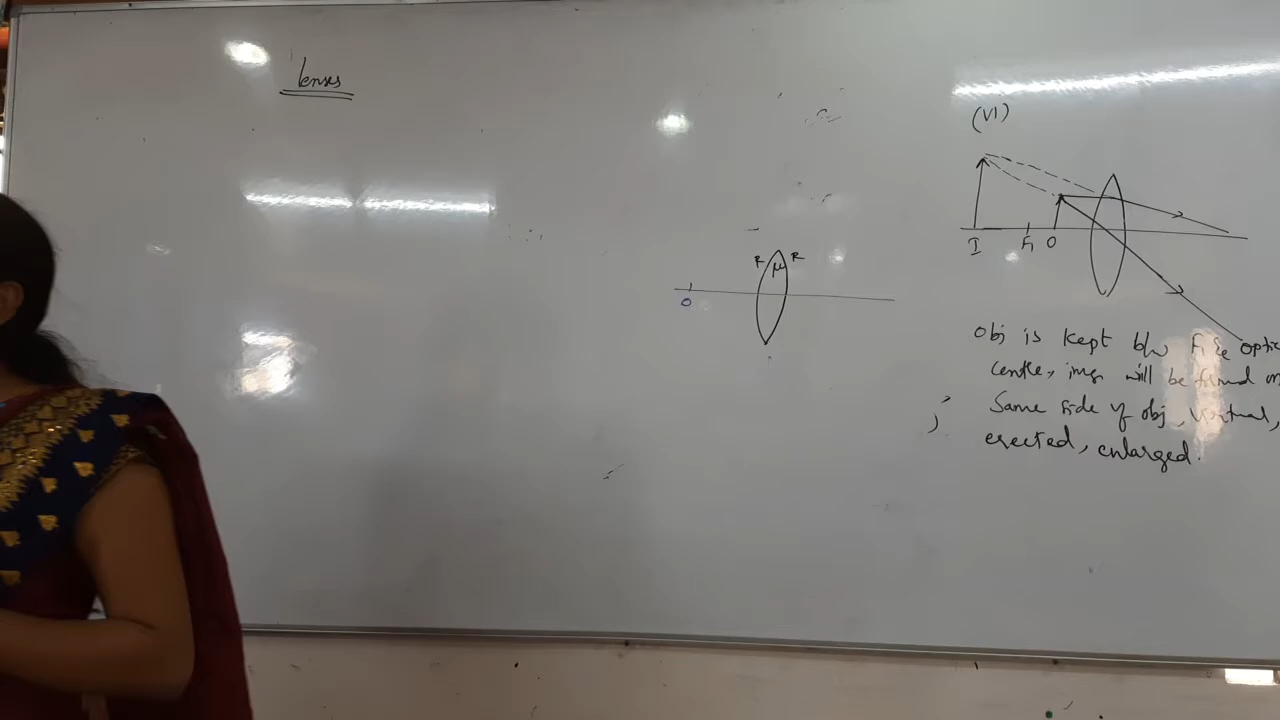 lenses
(VI)
R μ R
O
I F₁ O
Obj is kept b/w F₁ & Optic
centre, img will be formed on
Same side of obj, virtual,
erected, enlarged.